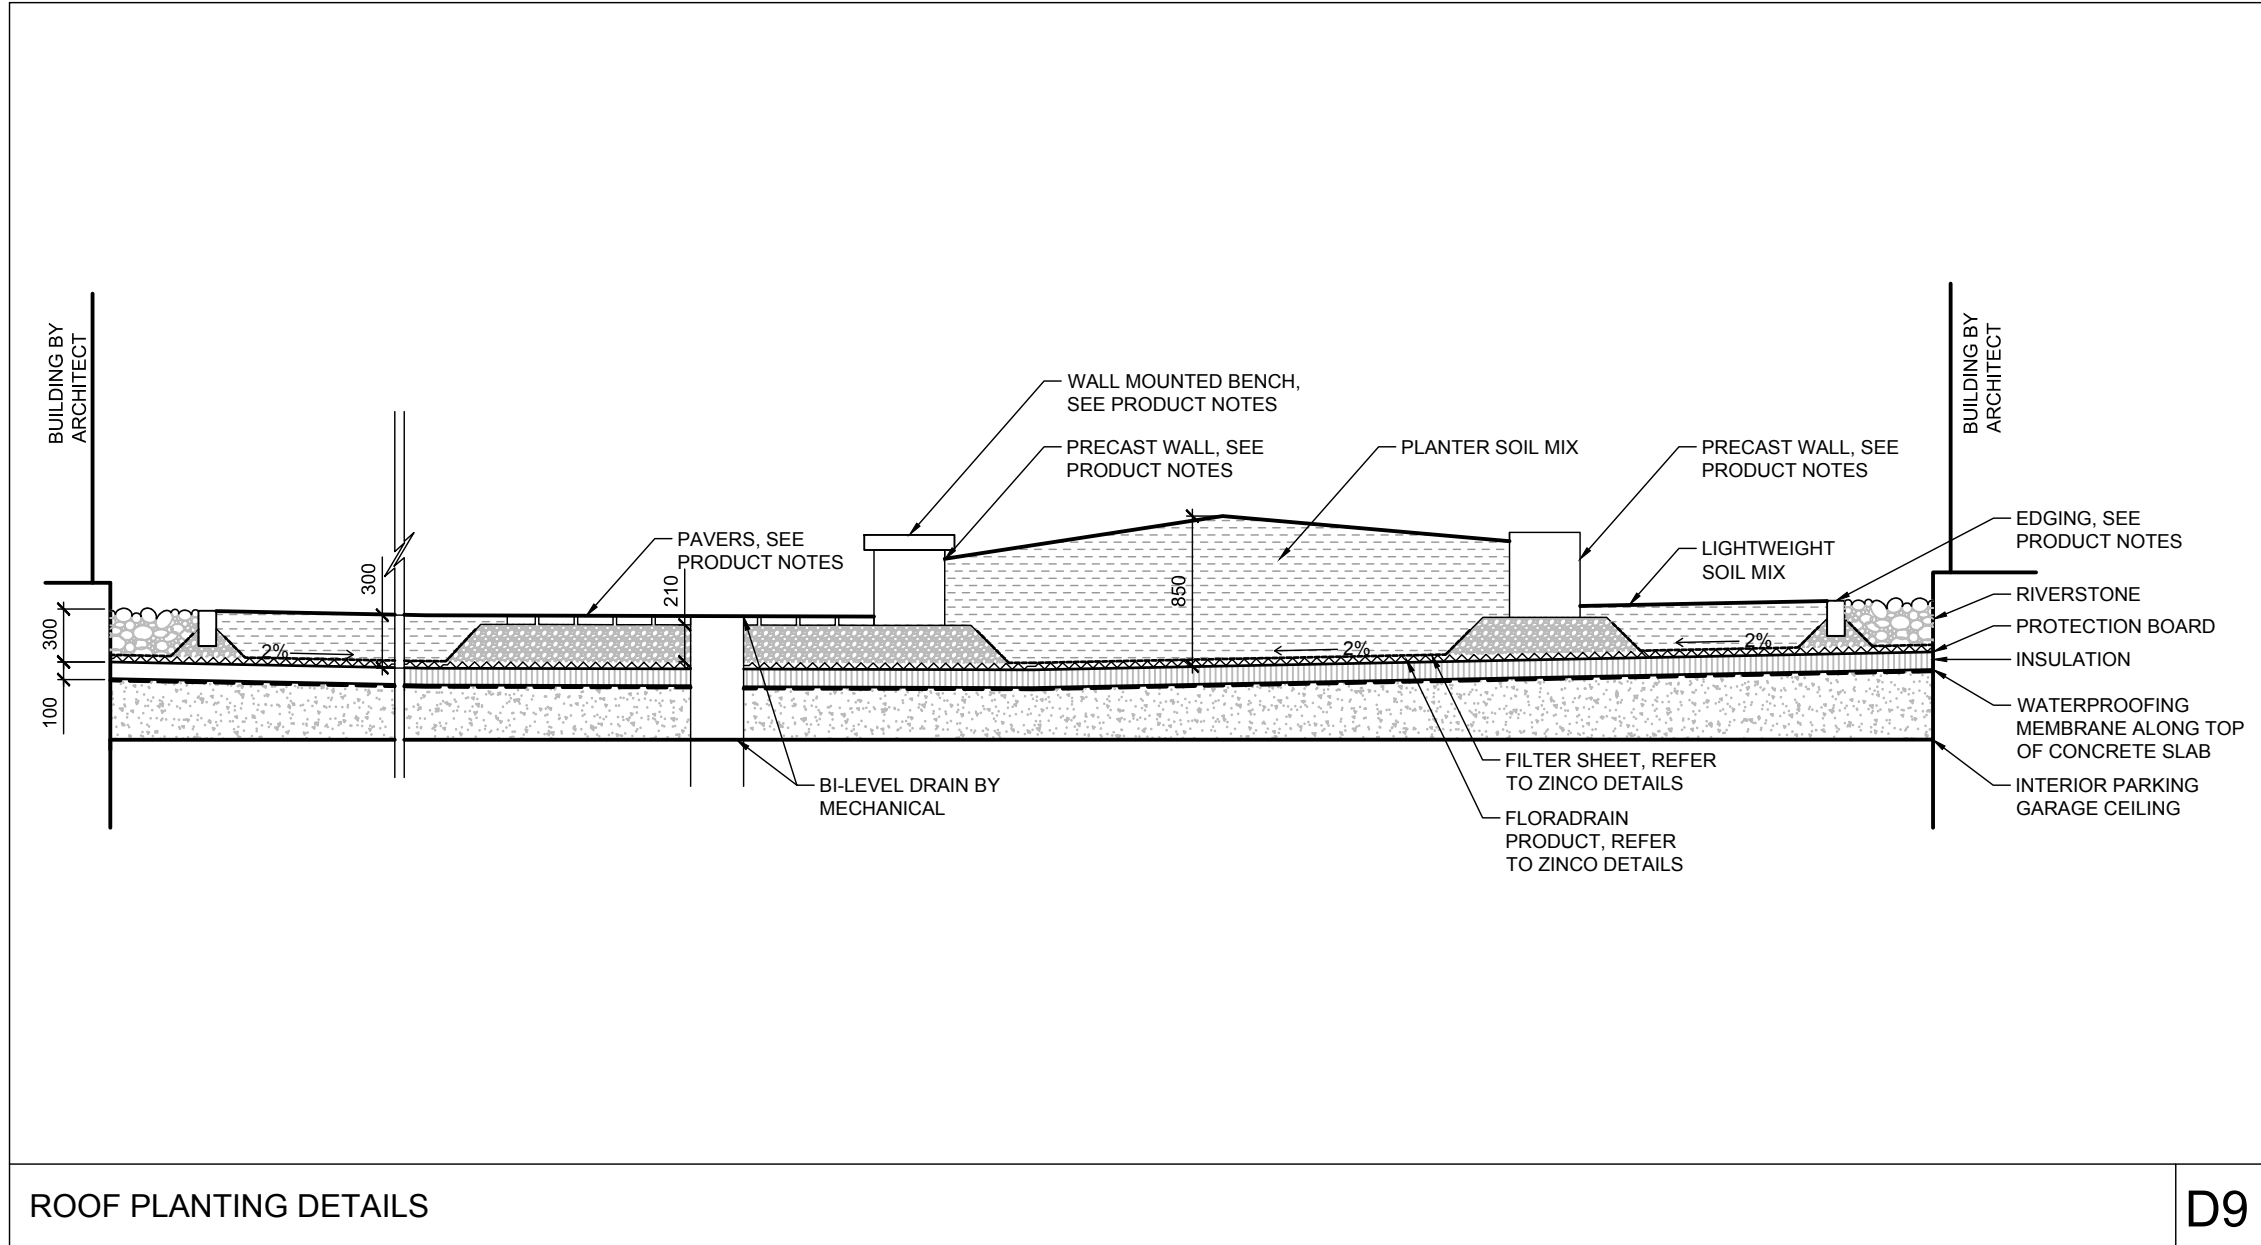 BUILDING BY
ARCHITECT
BUILDING BY
ARCHITECT
WALL MOUNTED BENCH,
SEE PRODUCT NOTES
PRECAST WALL, SEE
PRODUCT NOTES
PLANTER SOIL MIX
PRECAST WALL, SEE
PRODUCT NOTES
PAVERS, SEE
PRODUCT NOTES
LIGHTWEIGHT
SOIL MIX
EDGING, SEE
PRODUCT NOTES
RIVERSTONE
PROTECTION BOARD
INSULATION
WATERPROOFING
MEMBRANE ALONG TOP
OF CONCRETE SLAB
INTERIOR PARKING
GARAGE CEILING
300
100
300
210
850
2%
2%
2%
BI-LEVEL DRAIN BY
MECHANICAL
FILTER SHEET, REFER
TO ZINCO DETAILS
FLORADRAIN
PRODUCT, REFER
TO ZINCO DETAILS
ROOF PLANTING DETAILS
D9